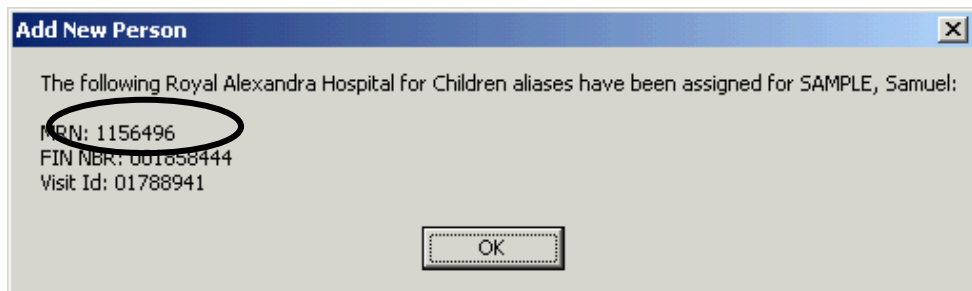 Add New Person
The following Royal Alexandra Hospital for Children aliases have been assigned for SAMPLE, Samuel:
MRN: 1156496
FIN NBR: 001858444
Visit Id: 01788941
OK